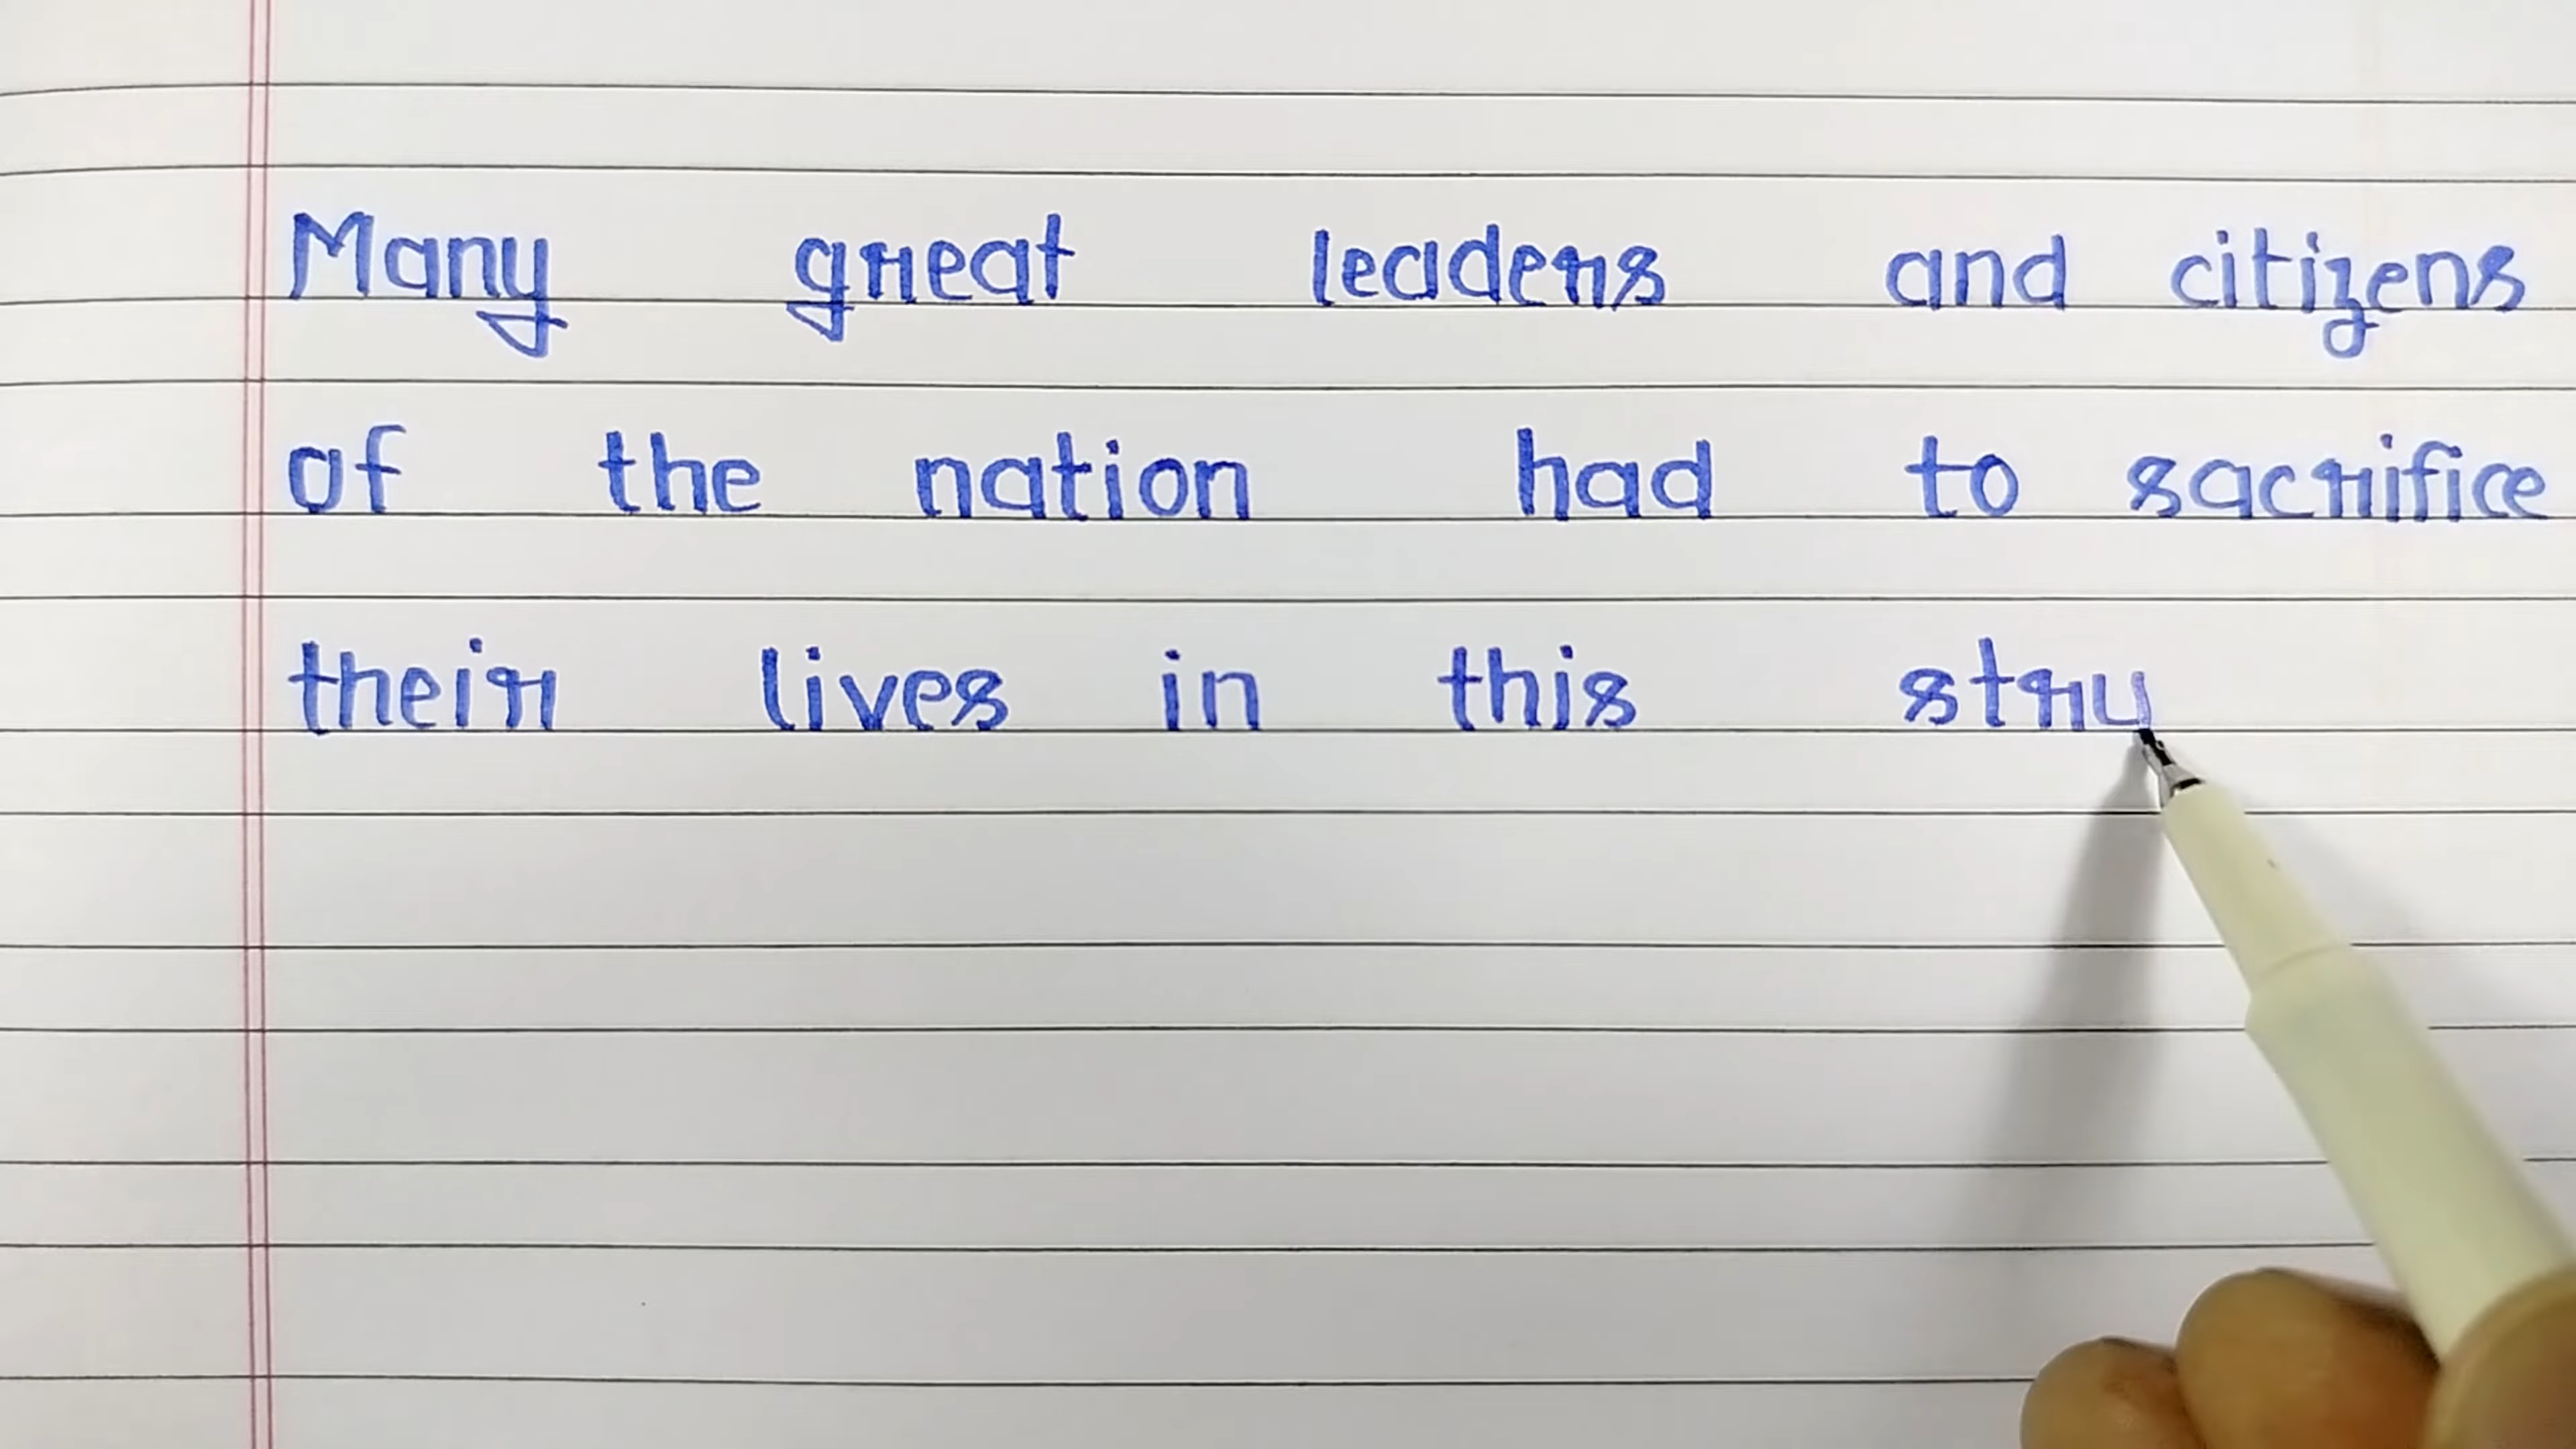 Many great leaders and citizens
of the nation had to sacrifice
their lives in this stru